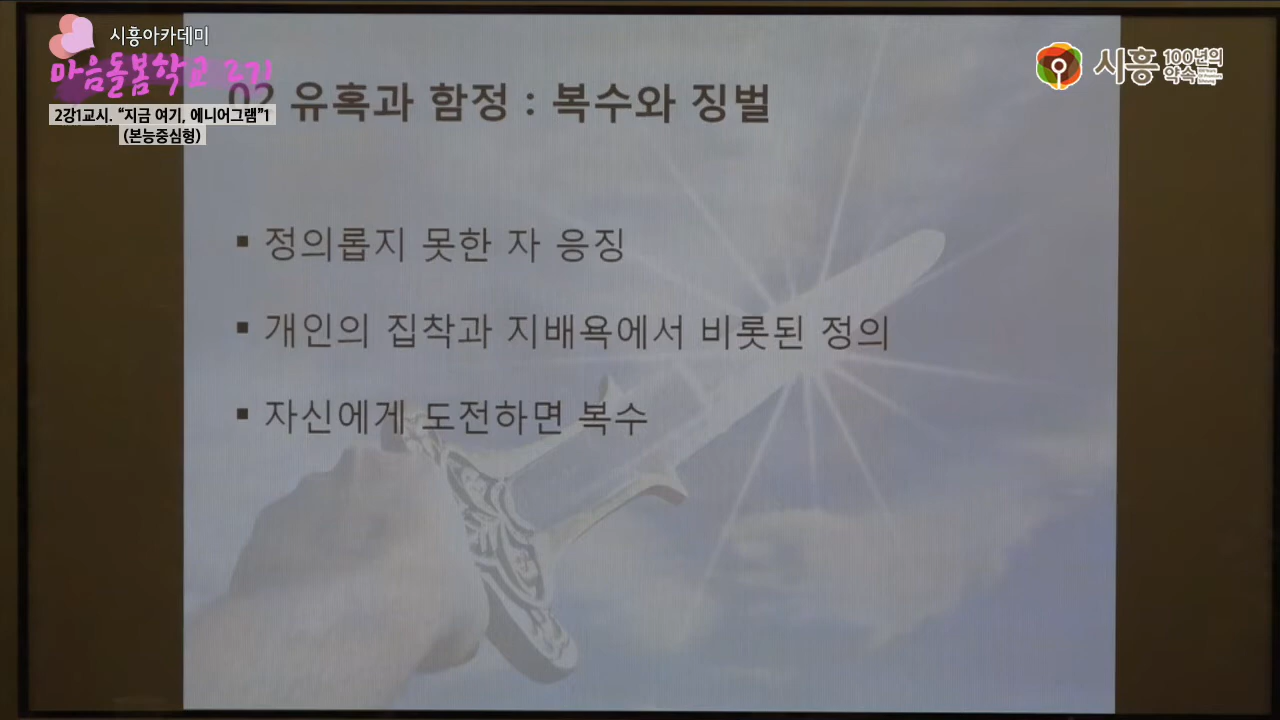 시흥아카데미
마음돌봄학교 2기
2강1교시. “지금 여기, 에니어그램”1
(본능중심형)
시흥 100년의
약속
02 유혹과 함정 : 복수와 징벌
▪ 정의롭지 못한 자 응징
▪ 개인의 집착과 지배욕에서 비롯된 정의
▪ 자신에게 도전하면 복수